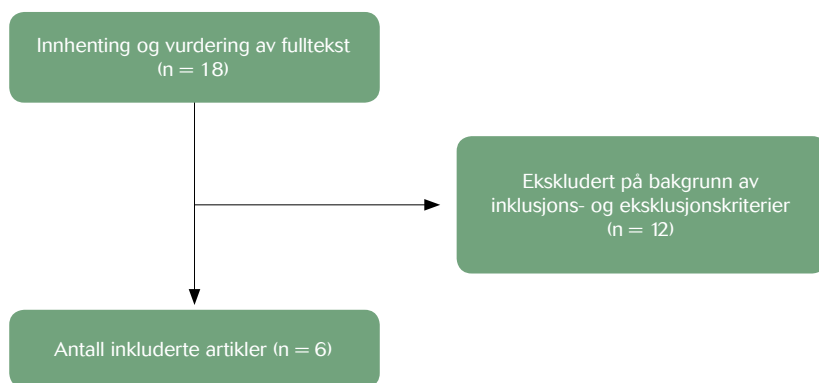 Innhenting og vurdering av fulltekst
(n = 18)
Ekskludert på bakgrunn av
inklusjons- og eksklusjonskriterier
(n = 12)
Antall inkluderte artikler (n = 6)